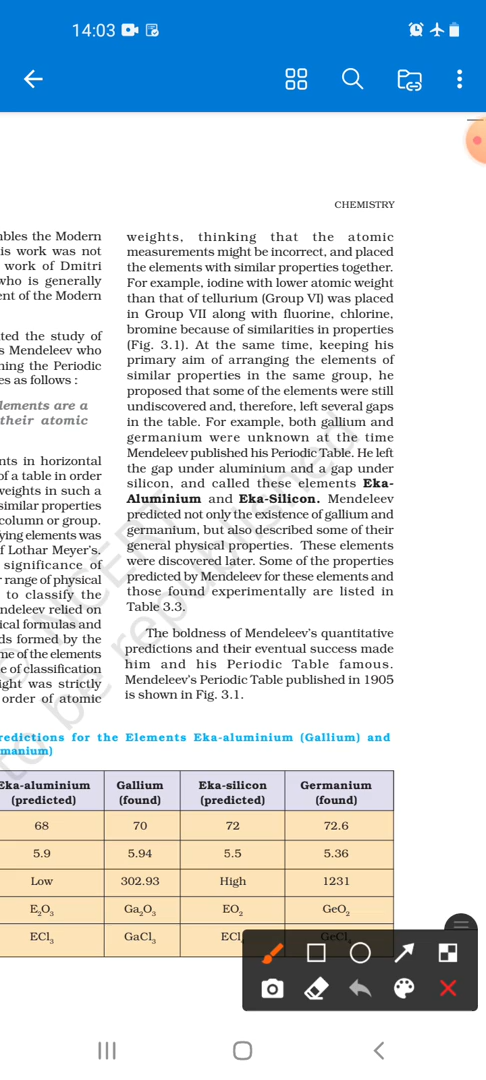 14:03
CHEMISTRY
mbles the Modern
is work was not
work of Dmitri
who is generally
ent of the Modern
ted the study of
s Mendeleev who
hing the Periodic
es as follows :
lements are a
their atomic
nts in horizontal
of a table in order
weights in such a
similar properties
column or group.
ying elements was
f Lothar Meyer's.
significance of
r range of physical
to classify the
ndeleev relied on
ical formulas and
ds formed by the
me of the elements
e of classification
ight was strictly
order of atomic
weights, thinking that the atomic
measurements might be incorrect, and placed
the elements with similar properties together.
For example, iodine with lower atomic weight
than that of tellurium (Group VI) was placed
in Group VII along with fluorine, chlorine,
bromine because of similarities in properties
(Fig. 3.1). At the same time, keeping his
primary aim of arranging the elements of
similar properties in the same group, he
proposed that some of the elements were still
undiscovered and, therefore, left several gaps
in the table. For example, both gallium and
germanium were unknown at the time
Mendeleev published his Periodic Table. He left
the gap under aluminium and a gap under
silicon, and called these elements Eka-
Aluminium and Eka-Silicon. Mendeleev
predicted not only the existence of gallium and
germanium, but also described some of their
general physical properties. These elements
were discovered later. Some of the properties
predicted by Mendeleev for these elements and
those found experimentally are listed in
Table 3.3.
The boldness of Mendeleev's quantitative
predictions and their eventual success made
him and his Periodic Table famous.
Mendeleev's Periodic Table published in 1905
is shown in Fig. 3.1.
© NCERT
to be republished
redictions for the Elements Eka-aluminium (Gallium) and
manium)
Eka-aluminium (predicted) Gallium (found) Eka-silicon (predicted) Germanium (found)
68 70 72 72.6
5.9 5.94 5.5 5.36
Low 302.93 High 1231
E₂O₃ Ga₂O₃ EO₂ GeO₂
ECl₃ GaCl₃ ECl₄ GeCl₄